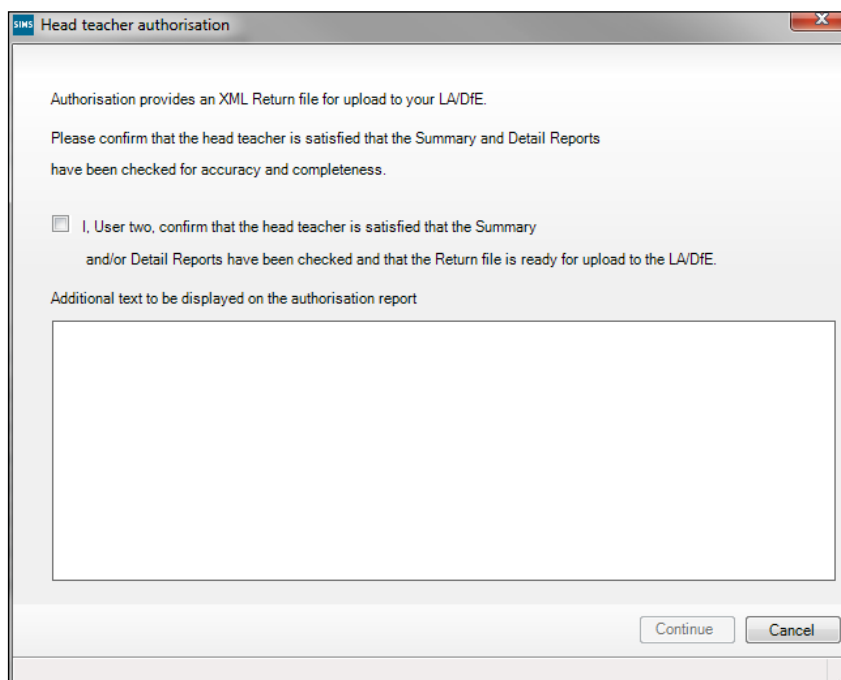 SIMS Head teacher authorisation
Authorisation provides an XML Return file for upload to your LA/DfE.
Please confirm that the head teacher is satisfied that the Summary and Detail Reports
have been checked for accuracy and completeness.
I, User two, confirm that the head teacher is satisfied that the Summary
and/or Detail Reports have been checked and that the Return file is ready for upload to the LA/DfE.
Additional text to be displayed on the authorisation report
Continue Cancel